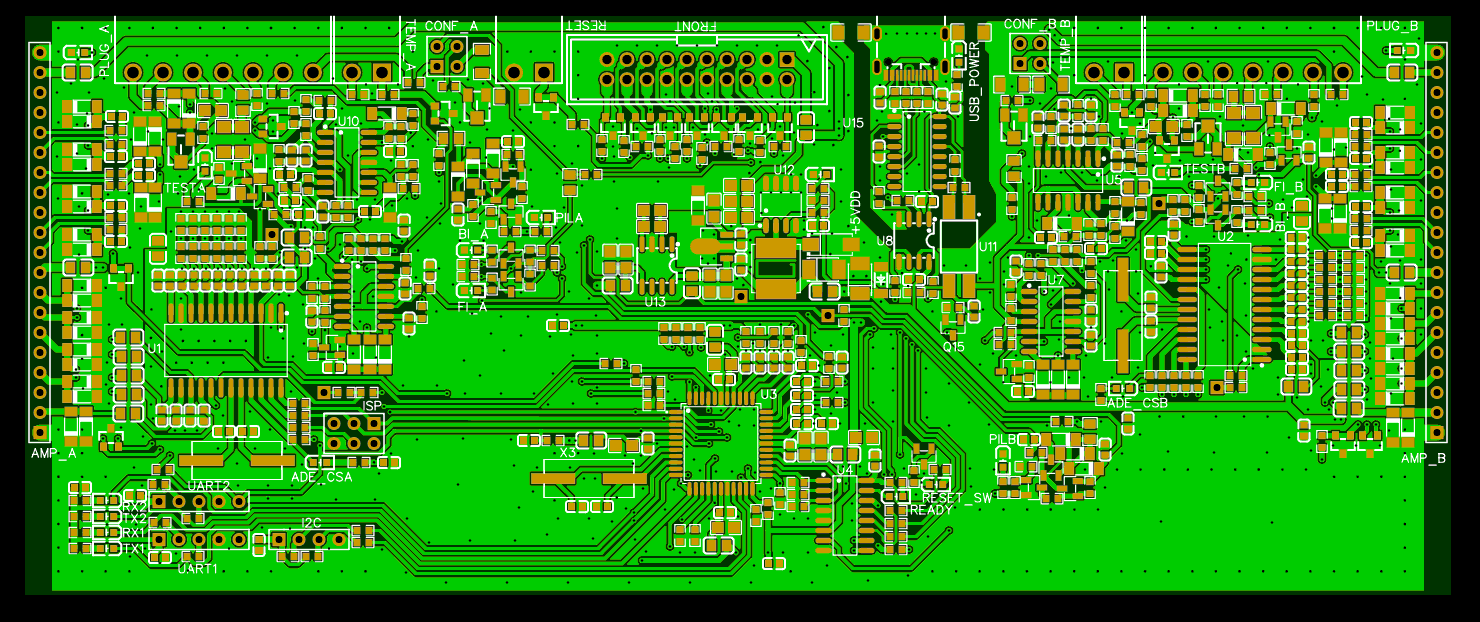 PLUG_A
TEMP_A
CONF_A
RESET
FRONT
USB_POWER
CONF_B
TEMP_B
PLUG_B
U10
U15
U12
TESTA
TESTB
FI_B
PILA
BI_A
+5VDD
U8
U11
U2
FI_A
U13
U7
Q15
U1
U3
ISP
ADE_CSB
AMP_A
X3
PILB
AMP_B
ADE_CSA
U4
UART2
RX2
TX2
RX1
TX1
I2C
UART1
RESET_SW
READY